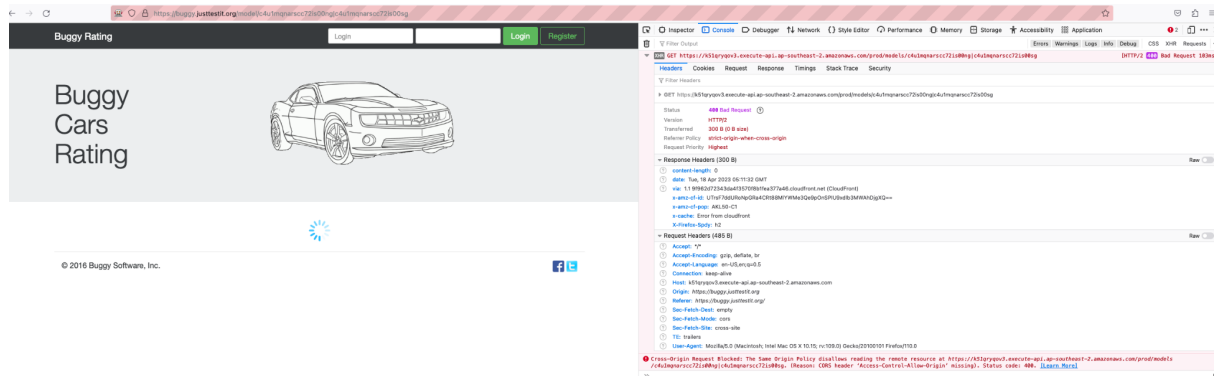 https://buggy.justtestit.org/model/c4u1mqnarscc72is00ng|c4u1mqnarscc72is00sg
Buggy Rating
Login
Login
Register
Buggy
Cars
Rating
© 2016 Buggy Software, Inc.
Inspector Console Debugger Network Style Editor Performance Memory Storage Accessibility Application 2
Filter Output
Errors Warnings Logs Info Debug CSS XHR Requests
XHR GET https://k51qryqov3.execute-api.ap-southeast-2.amazonaws.com/prod/models/c4u1mqnarscc72is00ng|c4u1mqnarscc72is00sg [HTTP/2 400 Bad Request 103ms
Headers Cookies Request Response Timings Stack Trace Security
Filter Headers
GET https://k51qryqov3.execute-api.ap-southeast-2.amazonaws.com/prod/models/c4u1mqnarscc72is00ng|c4u1mqnarscc72is00sg
Status 400 Bad Request
Version HTTP/2
Transferred 300 B (0 B size)
Referrer Policy strict-origin-when-cross-origin
Request Priority Highest
Response Headers (300 B) Raw
content-length: 0
date: Tue, 18 Apr 2023 05:11:32 GMT
via: 1.1 (CloudFront)
x-amz-cf-id:
x-amz-cf-pop: AKL50-C1
x-cache: Error from cloudfront
X-Firefox-Spdy: h2
Request Headers (485 B) Raw
Accept: */*
Accept-Encoding: gzip, deflate, br
Accept-Language: en-US,en;q=0.5
Connection: keep-alive
Host: k51qryqov3.execute-api.ap-southeast-2.amazonaws.com
Origin: https://buggy.justtestit.org
Referer: https://buggy.justtestit.org/
Sec-Fetch-Dest: empty
Sec-Fetch-Mode: cors
Sec-Fetch-Site: cross-site
TE: trailers
User-Agent: Mozilla/5.0 (Macintosh; Intel Mac OS X 10.15; rv:109.0) Gecko/20100101 Firefox/110.0
Cross-Origin Request Blocked: The Same Origin Policy disallows reading the remote resource at https://k51qryqov3.execute-api.ap-southeast-2.amazonaws.com/prod/models
/c4u1mqnarscc72is00ng|c4u1mqnarscc72is00sg. (Reason: CORS header 'Access-Control-Allow-Origin' missing). Status code: 400. [Learn More]